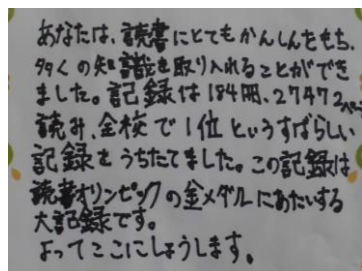 あなたは、読書にとてもかんしんをもち、
多くの知識を取り入れることができ
ました。記録は184冊、27472ページ
読み、全校で1位というすばらしい
記録をうちたてました。この記録は
読書オリンピックの金メダルにあたいする
大記録です。
よってここにしょうします。